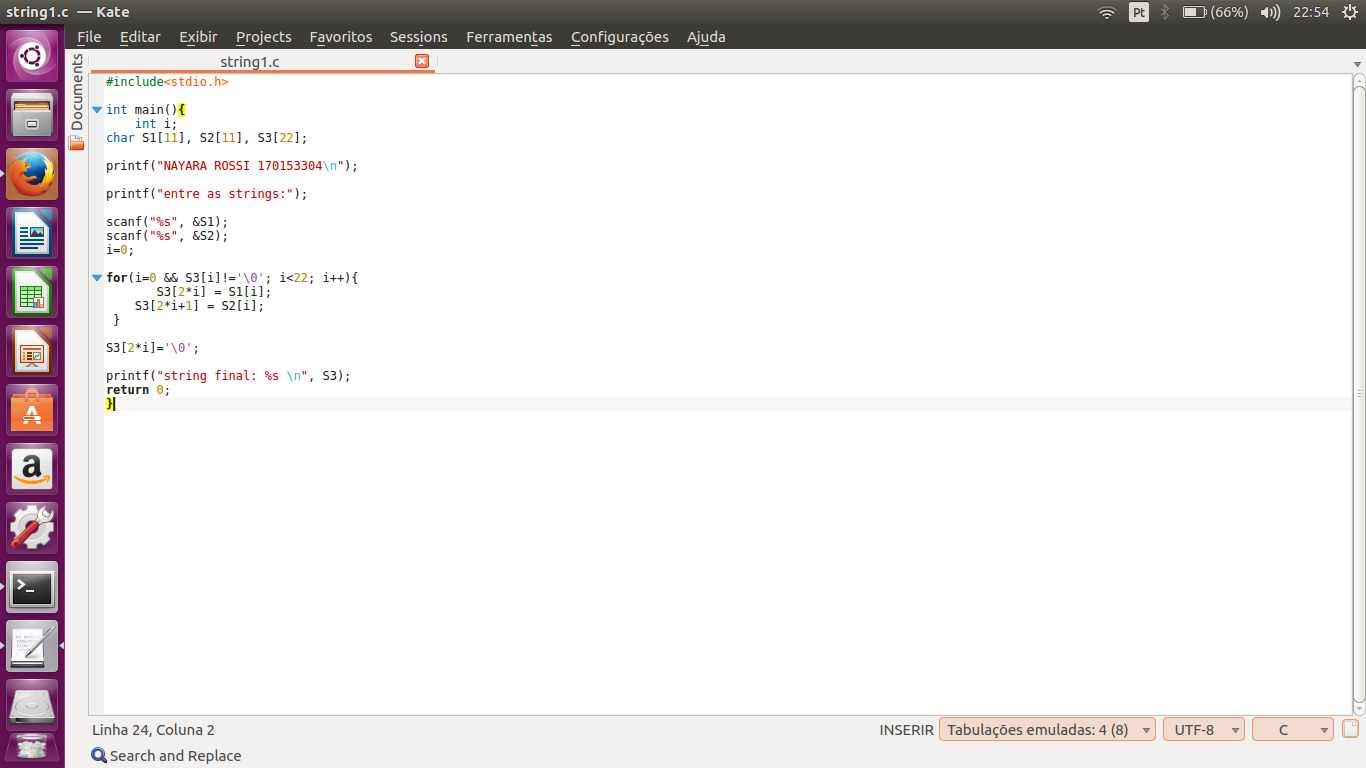 string1.c — Kate
Pt
(66%)
22:54
File Editar Exibir Projects Favoritos Sessions Ferramentas Configurações Ajuda
Documents
string1.c
#include<stdio.h>
int main(){
    int i;
char S1[11], S2[11], S3[22];
printf("NAYARA ROSSI 170153304\n");
printf("entre as strings:");
scanf("%s", &S1);
scanf("%s", &S2);
i=0;
for(i=0 && S3[i]!='\0'; i<22; i++){
       S3[2*i] = S1[i];
    S3[2*i+1] = S2[i];
 }
S3[2*i]='\0';
printf("string final: %s \n", S3);
return 0;
}
a
Linha 24, Coluna 2
INSERIR
Tabulações emuladas: 4 (8)
UTF-8
C
Search and Replace